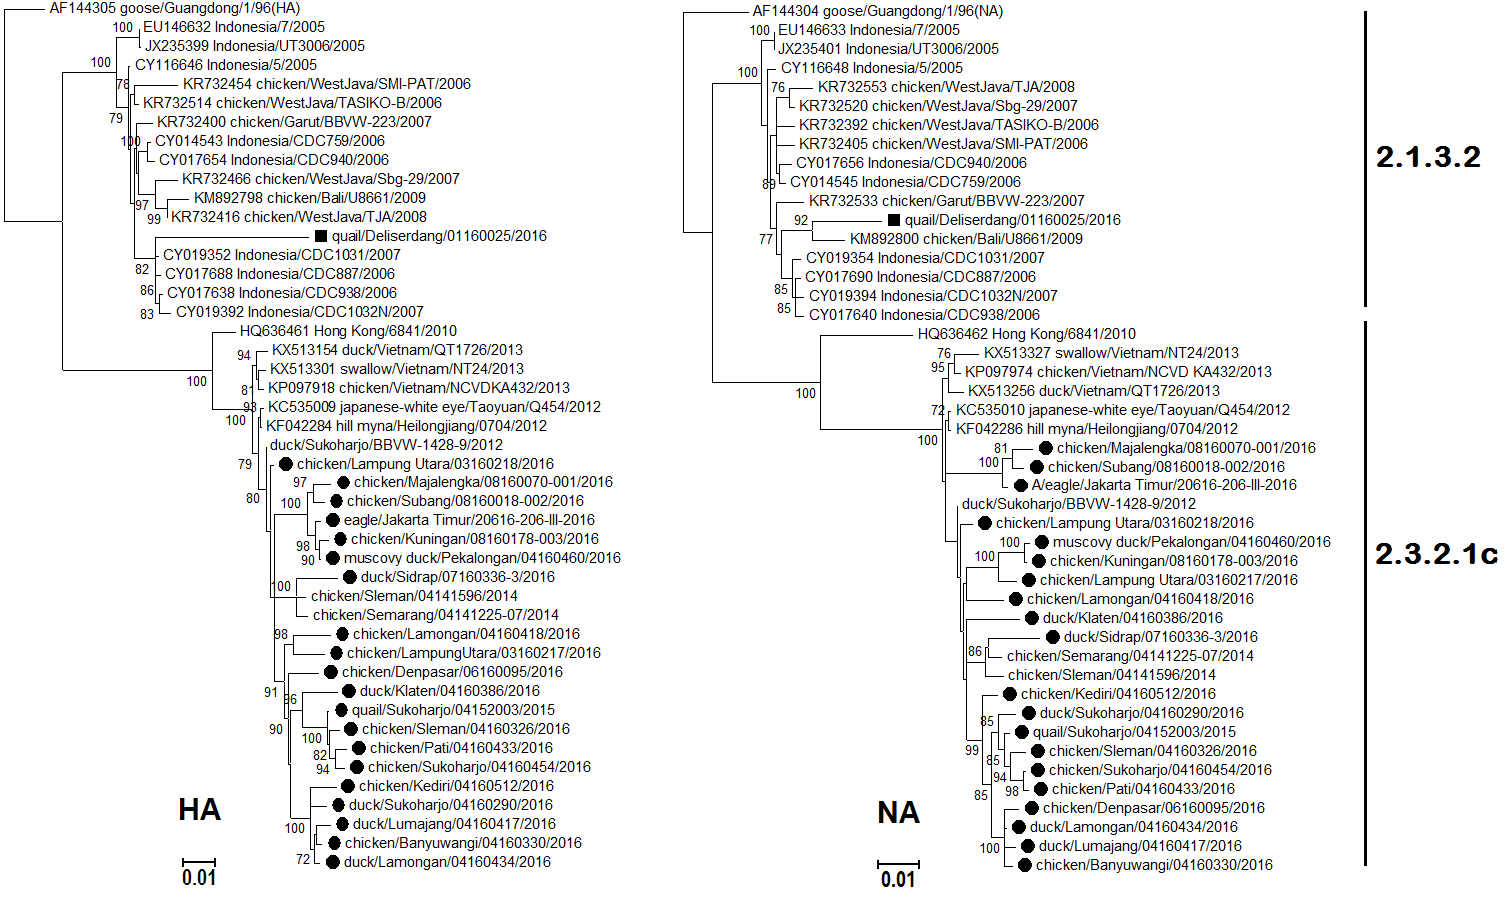 AF144305 goose/Guangdong/1/96(HA)
100
EU146632 Indonesia/7/2005
JX235399 Indonesia/UT3006/2005
100
CY116646 Indonesia/5/2005
78
KR732454 chicken/WestJava/SMI-PAT/2006
KR732514 chicken/WestJava/TASIKO-B/2006
79
KR732400 chicken/Garut/BBVW-223/2007
100
CY014543 Indonesia/CDC759/2006
CY017654 Indonesia/CDC940/2006
KR732466 chicken/WestJava/Sbg-29/2007
KM892798 chicken/Bali/U8661/2009
97
99
KR732416 chicken/WestJava/TJA/2008
quail/Deliserdang/01160025/2016
CY019352 Indonesia/CDC1031/2007
82
CY017688 Indonesia/CDC887/2006
86
CY017638 Indonesia/CDC938/2006
83
CY019392 Indonesia/CDC1032N/2007
HQ636461 Hong Kong/6841/2010
94
KX513154 duck/Vietnam/QT1726/2013
KX513301 swallow/Vietnam/NT24/2013
100
81
KP097918 chicken/Vietnam/NCVDKA432/2013
93
KC535009 japanese-white eye/Taoyuan/Q454/2012
100
KF042284 hill myna/Heilongjiang/0704/2012
duck/Sukoharjo/BBVW-1428-9/2012
79
chicken/Lampung Utara/03160218/2016
97
chicken/Majalengka/08160070-001/2016
80
100
chicken/Subang/08160018-002/2016
eagle/Jakarta Timur/20616-206-III-2016
98
chicken/Kuningan/08160178-003/2016
90
muscovy duck/Pekalongan/04160460/2016
100
duck/Sidrap/07160336-3/2016
chicken/Sleman/04141596/2014
chicken/Semarang/04141225-07/2014
98
chicken/Lamongan/04160418/2016
chicken/LampungUtara/03160217/2016
chicken/Denpasar/06160095/2016
91
96
duck/Klaten/04160386/2016
quail/Sukoharjo/04152003/2015
90
100
chicken/Sleman/04160326/2016
82
chicken/Pati/04160433/2016
94
chicken/Sukoharjo/04160454/2016
chicken/Kediri/04160512/2016
duck/Sukoharjo/04160290/2016
100
duck/Lumajang/04160417/2016
chicken/Banyuwangi/04160330/2016
72
duck/Lamongan/04160434/2016
HA
0.01
AF144304 goose/Guangdong/1/96(NA)
100
EU146633 Indonesia/7/2005
JX235401 Indonesia/UT3006/2005
100
CY116648 Indonesia/5/2005
76
KR732553 chicken/WestJava/TJA/2008
KR732520 chicken/WestJava/Sbg-29/2007
KR732392 chicken/WestJava/TASIKO-B/2006
KR732405 chicken/WestJava/SMI-PAT/2006
CY017656 Indonesia/CDC940/2006
89
CY014545 Indonesia/CDC759/2006
KR732533 chicken/Garut/BBVW-223/2007
92
quail/Deliserdang/01160025/2016
77
KM892800 chicken/Bali/U8661/2009
CY019354 Indonesia/CDC1031/2007
CY017690 Indonesia/CDC887/2006
85
CY019394 Indonesia/CDC1032N/2007
85
CY017640 Indonesia/CDC938/2006
HQ636462 Hong Kong/6841/2010
76
KX513327 swallow/Vietnam/NT24/2013
95
KP097974 chicken/Vietnam/NCVD KA432/2013
100
KX513256 duck/Vietnam/QT1726/2013
72
KC535010 japanese-white eye/Taoyuan/Q454/2012
100
KF042286 hill myna/Heilongjiang/0704/2012
81
chicken/Majalengka/08160070-001/2016
100
chicken/Subang/08160018-002/2016
A/eagle/Jakarta Timur/20616-206-III-2016
duck/Sukoharjo/BBVW-1428-9/2012
chicken/Lampung Utara/03160218/2016
100
muscovy duck/Pekalongan/04160460/2016
100
chicken/Kuningan/08160178-003/2016
chicken/Lampung Utara/03160217/2016
chicken/Lamongan/04160418/2016
duck/Klaten/04160386/2016
duck/Sidrap/07160336-3/2016
86
chicken/Semarang/04141225-07/2014
chicken/Sleman/04141596/2014
chicken/Kediri/04160512/2016
85
duck/Sukoharjo/04160290/2016
quail/Sukoharjo/04152003/2015
99
85
chicken/Sleman/04160326/2016
94
chicken/Sukoharjo/04160454/2016
98
85
chicken/Pati/04160433/2016
chicken/Denpasar/06160095/2016
duck/Lamongan/04160434/2016
100
duck/Lumajang/04160417/2016
chicken/Banyuwangi/04160330/2016
NA
0.01
2.1.3.2
2.3.2.1c